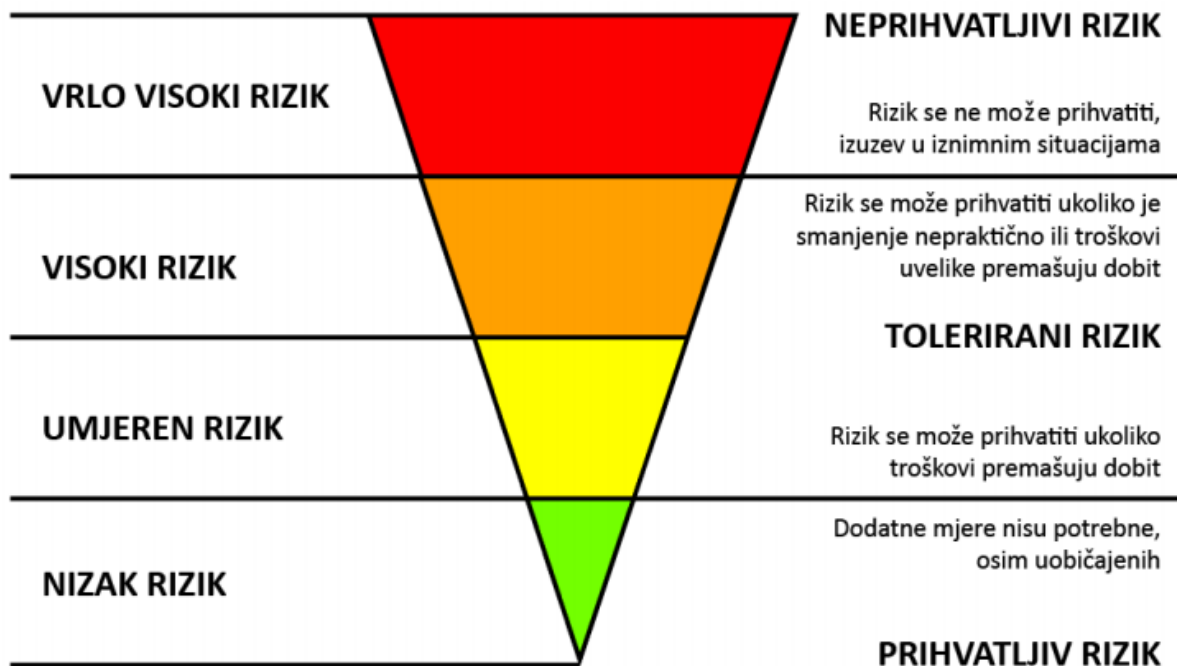 NEPRIHVATLJIVI RIZIK
VRLO VISOKI RIZIK
Rizik se ne može prihvatiti,
izuzev u iznimnim situacijama
Rizik se može prihvatiti ukoliko je
smanjenje nepraktično ili troškovi
uvelike premašuju dobit
VISOKI RIZIK
TOLERIRANI RIZIK
UMJEREN RIZIK
Rizik se može prihvatiti ukoliko
troškovi premašuju dobit
Dodatne mjere nisu potrebne,
osim uobičajenih
NIZAK RIZIK
PRIHVATLJIV RIZIK